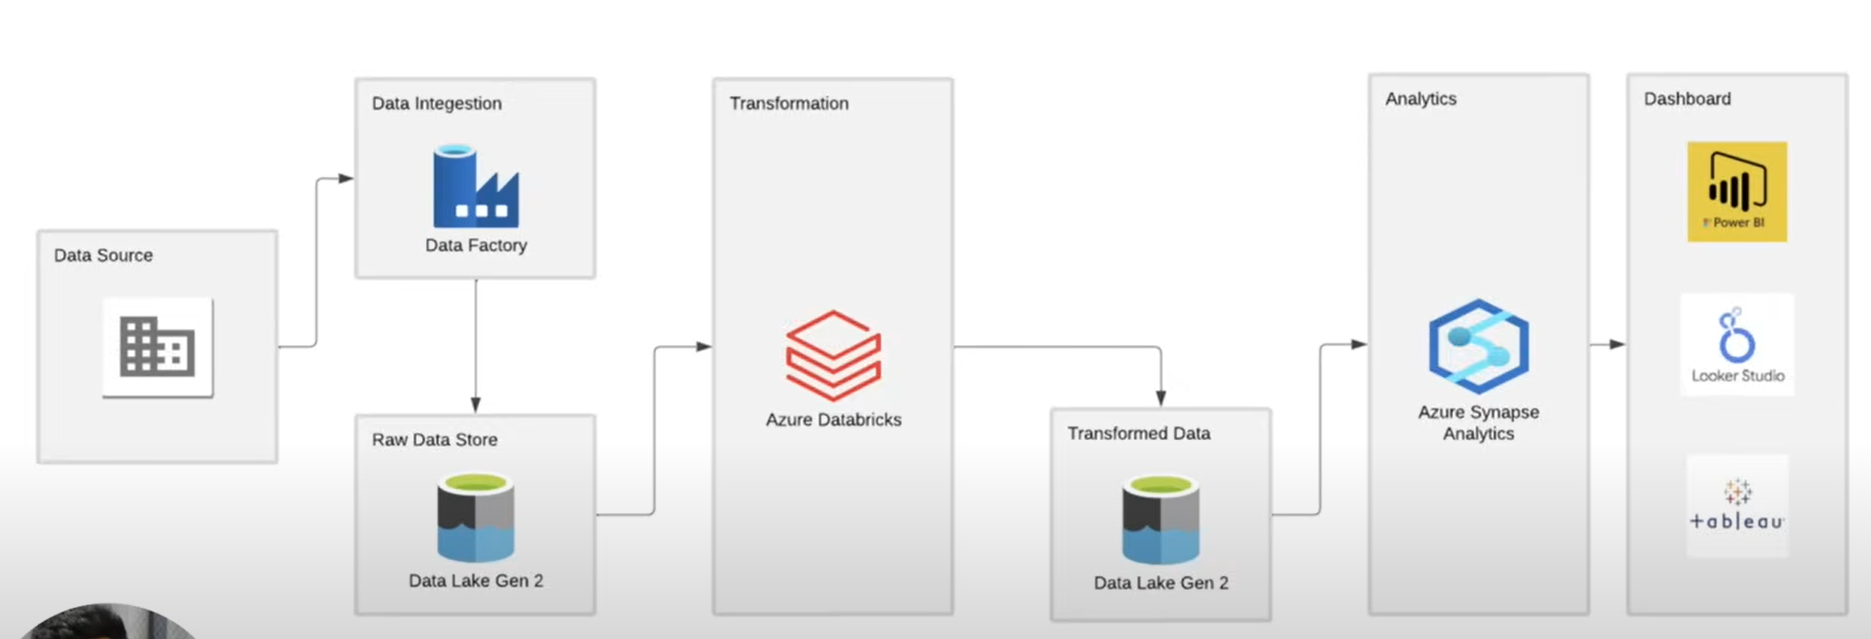 Data Source
Data Integestion
Data Factory
Raw Data Store
Data Lake Gen 2
Transformation
Azure Databricks
Transformed Data
Data Lake Gen 2
Analytics
Azure Synapse
Analytics
Dashboard
Power BI
Looker Studio
+ableau